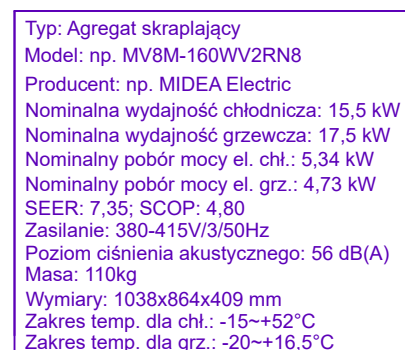 Typ: Agregat skraplający
Model: np. MV8M-160WV2RN8
Producent: np. MIDEA Electric
Nominalna wydajność chłodnicza: 15,5 kW
Nominalna wydajność grzewcza: 17,5 kW
Nominalny pobór mocy el. chł.: 5,34 kW
Nominalny pobór mocy el. grz.: 4,73 kW
SEER: 7,35; SCOP: 4,80
Zasilanie: 380-415V/3/50Hz
Poziom ciśnienia akustycznego: 56 dB(A)
Masa: 110kg
Wymiary: 1038x864x409 mm
Zakres temp. dla chł.: -15~+52°C
Zakres temp. dla grz.: -20~+16,5°C